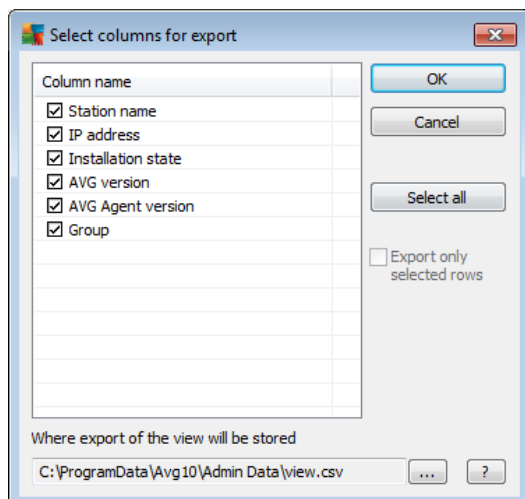 Select columns for export
Column name
Station name
IP address
Installation state
AVG version
AVG Agent version
Group
OK
Cancel
Select all
Export only
selected rows
Where export of the view will be stored
C:\ProgramData\Avg10\Admin Data\view.csv
...
?